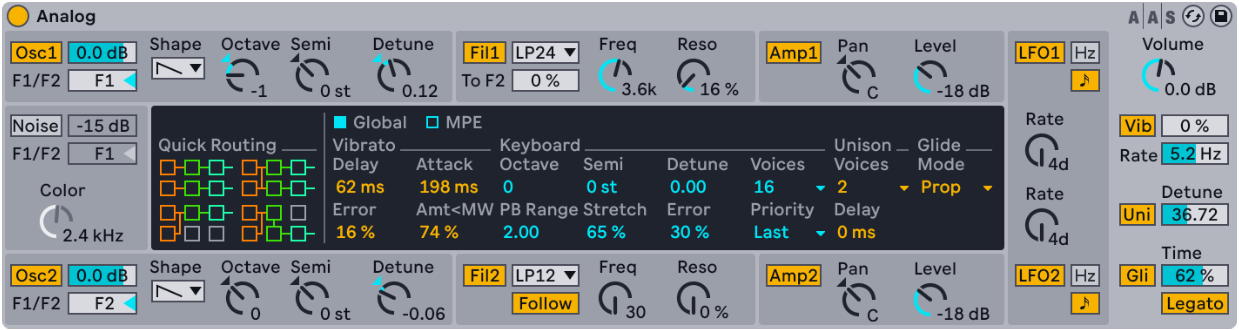 Analog
AAS
Osc1 0.0 dB Shape Octave Semi Detune Fil1 LP24 Freq Reso Amp1 Pan Level LFO1 Hz Volume
F1/F2 F1 -1 0 st 0.12 To F2 0 % 3.6k 16 % C -18 dB 0.0 dB
Noise -15 dB
F1/F2 F1
Color
2.4 kHz
Quick Routing
Global MPE
Vibrato Keyboard Unison Glide
Delay Attack Octave Semi Detune Voices Voices Mode
62 ms 198 ms 0 0 st 0.00 16 2 Prop
Error Amt<MW PB Range Stretch Error Priority Delay
16 % 74 % 2.00 65 % 30 % Last 0 ms
Rate
4d
Rate
4d
Vib 0 %
Rate 5.2 Hz
Detune
Uni 36.72
Osc2 0.0 dB Shape Octave Semi Detune Fil2 LP12 Freq Reso Amp2 Pan Level LFO2 Hz
F1/F2 F2 0 0 st -0.06 Follow 30 0 % C -18 dB
Time
Gli 62 %
Legato